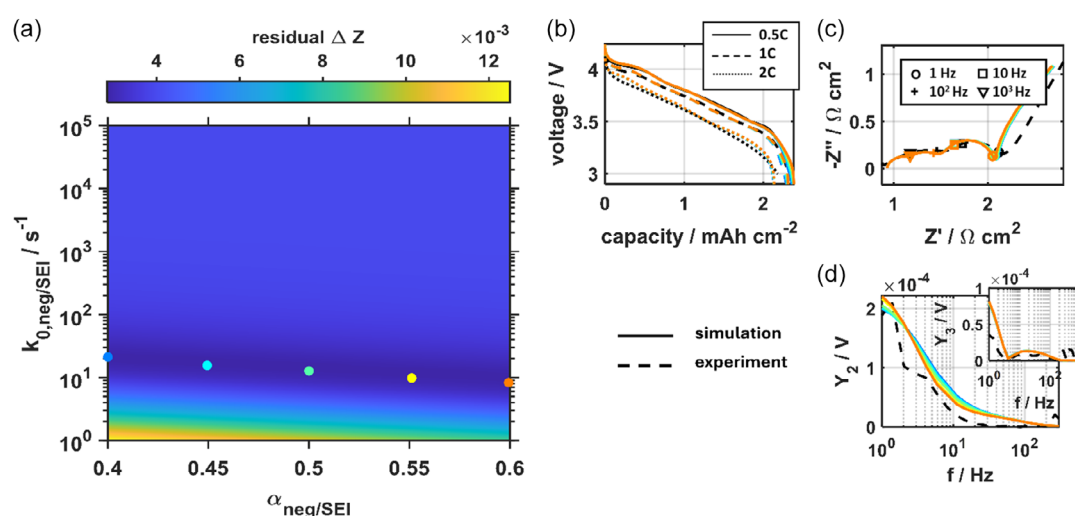 (a)
residual Δ Z
×10⁻³
4
6
8
10
12
k₀,neg/SEI / s⁻¹
10⁵
10⁴
10³
10²
10¹
10⁰
0.4
0.45
0.5
0.55
0.6
α neg/SEI
(b)
voltage / V
4
3.5
3
0.5C
1C
2C
0
1
2
capacity / mAh cm⁻²
(c)
-Z'' / Ω cm²
1
0.5
0
1 Hz
10 Hz
10² Hz
10³ Hz
1
2
Z' / Ω cm²
simulation
experiment
(d)
×10⁻⁴
Y₂ / V
2
1
0
10⁰
10¹
10²
f / Hz
×10⁻⁴
Y₃ / V
1
0.5
0
10⁰
10²
f / Hz